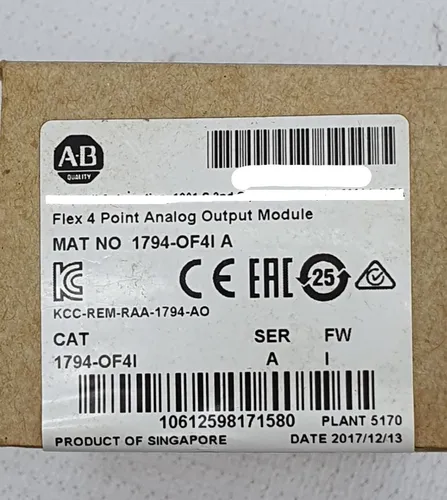 A-B
QUALITY
Flex 4 Point Analog Output Module
MAT NO 1794-OF4I A
CE EAC 25
KCC-REM-RAA-1794-AO
CAT SER FW
1794-OF4I A I
10612598171580 PLANT 5170
PRODUCT OF SINGAPORE DATE 2017/12/13